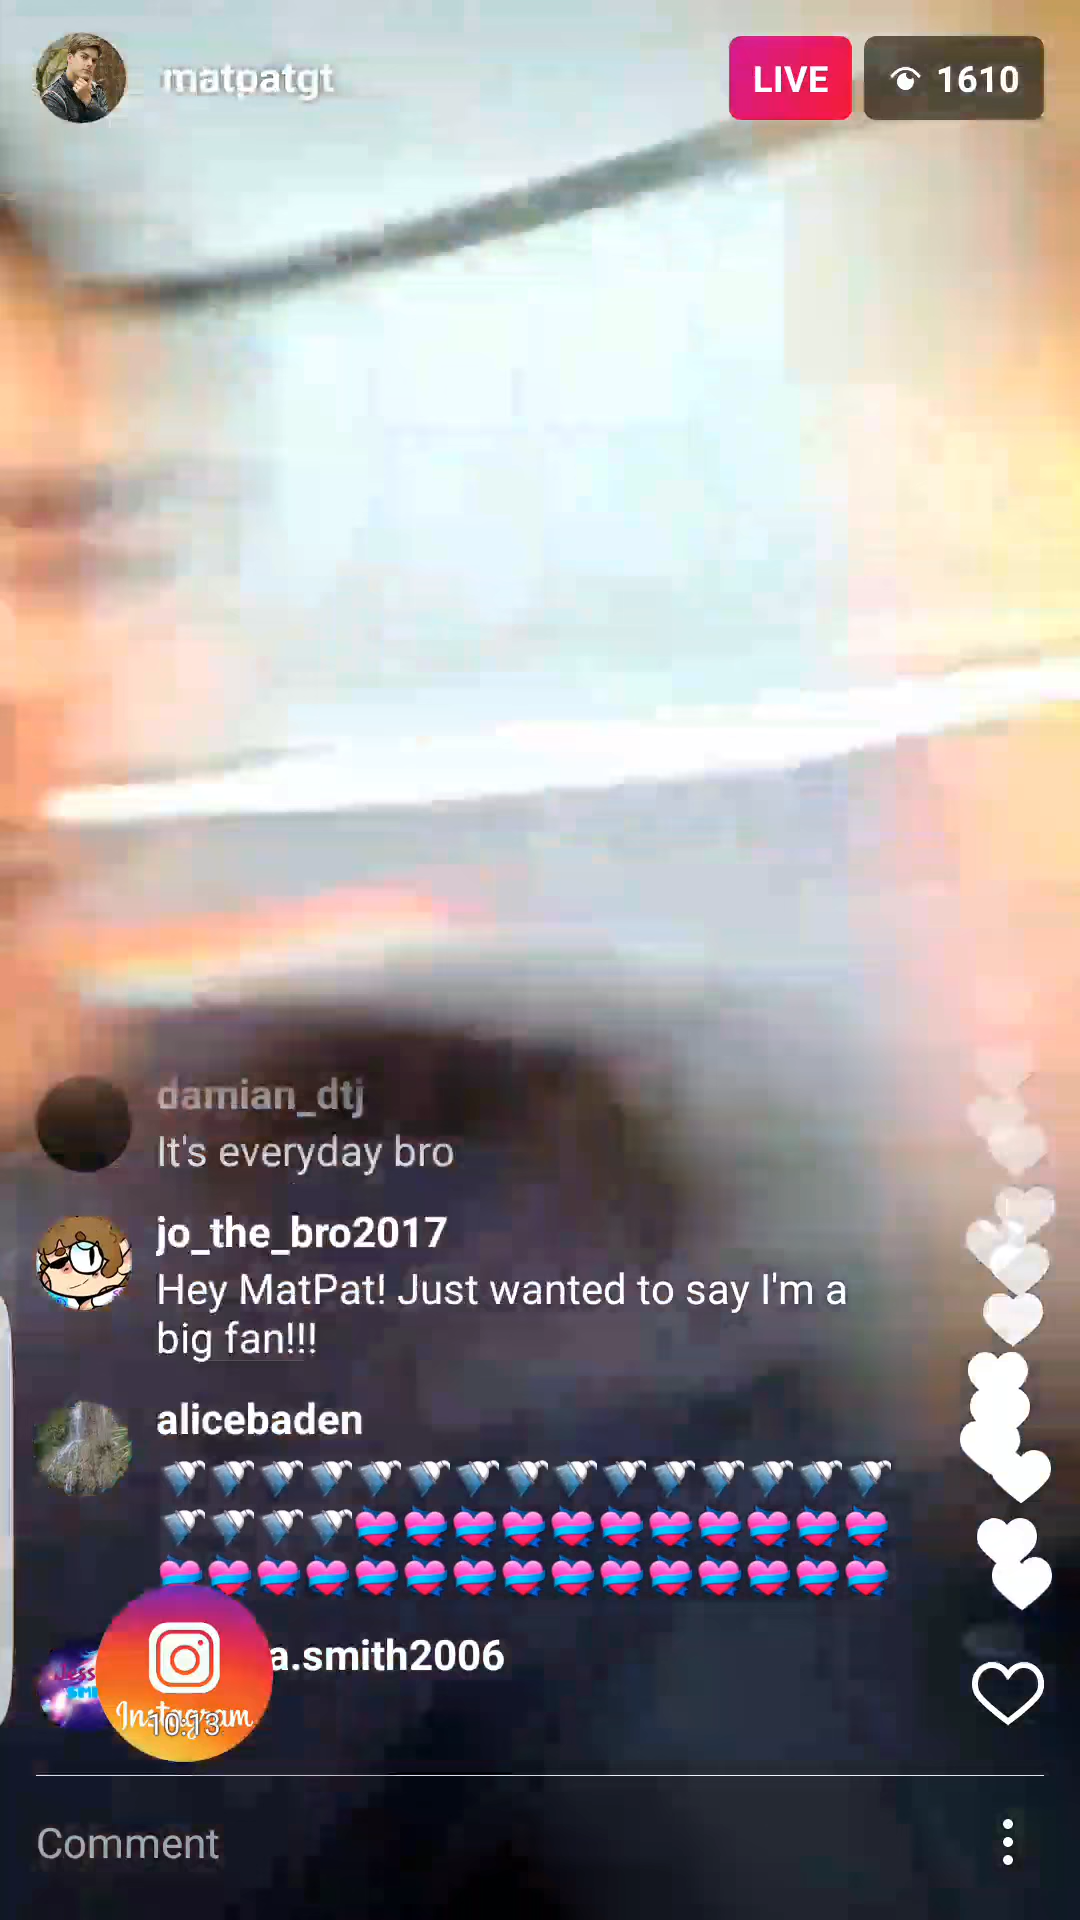 matpatgt
LIVE
1610
damian_dtj
It's everyday bro
jo_the_bro2017
Hey MatPat! Just wanted to say I'm a
big fan!!!
alicebaden
a.smith2006
Instagram
10:13
Comment